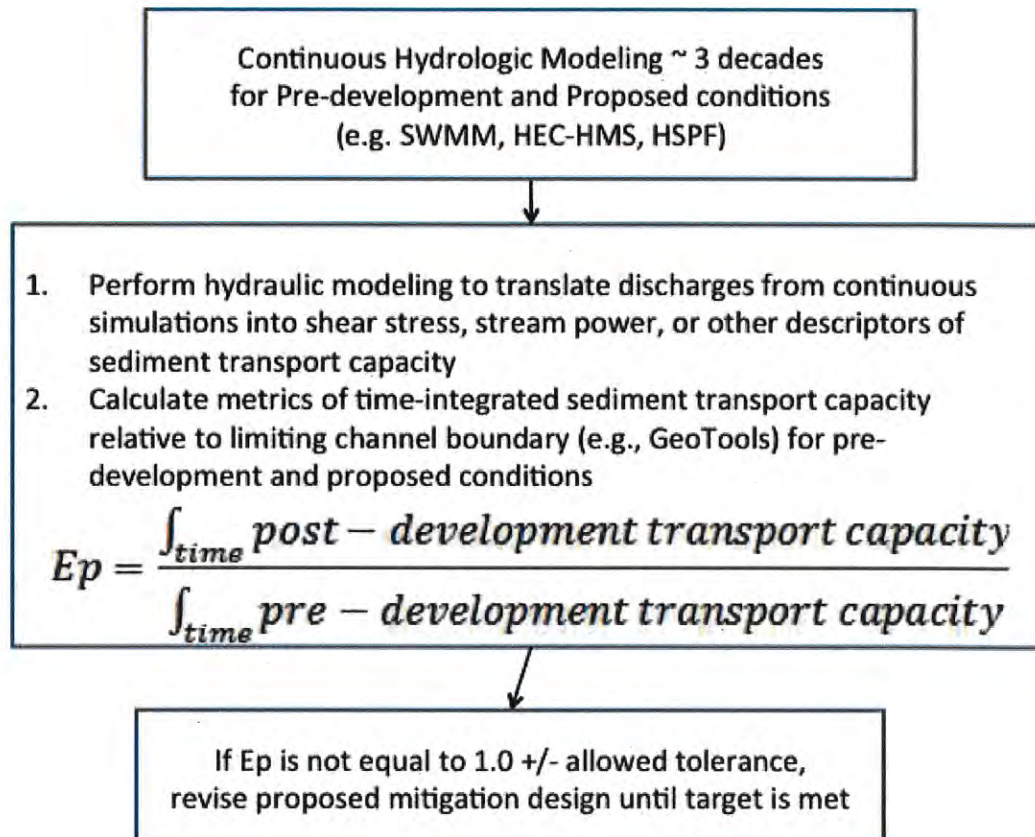 Continuous Hydrologic Modeling ~ 3 decades
for Pre-development and Proposed conditions
(e.g. SWMM, HEC-HMS, HSPF)
1. Perform hydraulic modeling to translate discharges from continuous
simulations into shear stress, stream power, or other descriptors of
sediment transport capacity
2. Calculate metrics of time-integrated sediment transport capacity
relative to limiting channel boundary (e.g., GeoTools) for pre-
development and proposed conditions
∫time post − development transport capacity
Ep =
∫time pre − development transport capacity
If Ep is not equal to 1.0 +/- allowed tolerance,
revise proposed mitigation design until target is met